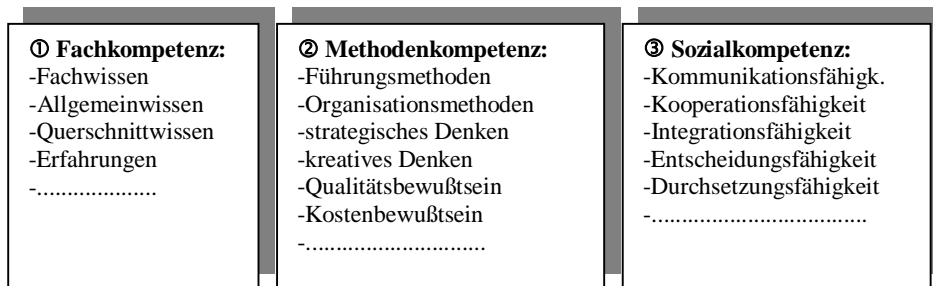 ① Fachkompetenz:
-Fachwissen
-Allgemeinwissen
-Querschnittwissen
-Erfahrungen
-....................
② Methodenkompetenz:
-Führungsmethoden
-Organisationsmethoden
-strategisches Denken
-kreatives Denken
-Qualitätsbewußtsein
-Kostenbewußtsein
-..............................
③ Sozialkompetenz:
-Kommunikationsfähigk.
-Kooperationsfähigkeit
-Integrationsfähigkeit
-Entscheidungsfähigkeit
-Durchsetzungsfähigkeit
-....................................